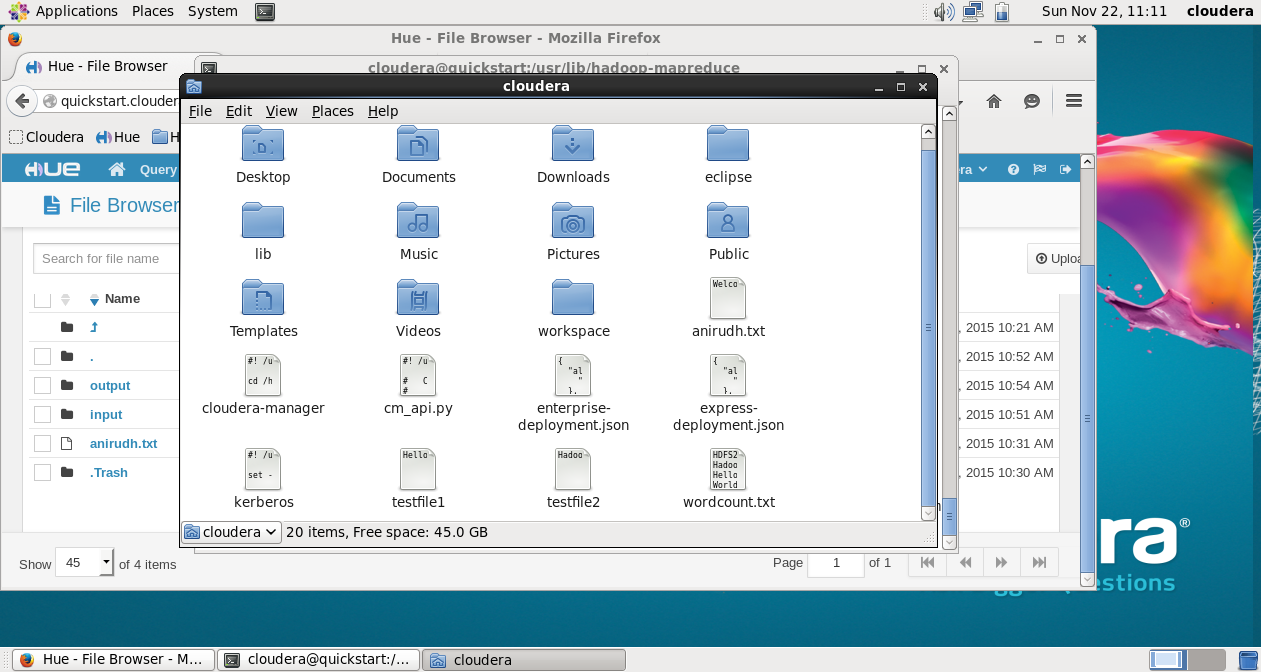 Applications Places System Sun Nov 22, 11:11 cloudera
Hue - File Browser - Mozilla Firefox
Hue - File Browser
cloudera@quickstart:/usr/lib/hadoop-mapreduce
cloudera
quickstart.clouder
File Edit View Places Help
Cloudera Hue H
HUE Query era
File Browser
Search for file name
Uploa
Name
Desktop Documents Downloads eclipse
lib Music Pictures Public
Templates Videos workspace anirudh.txt
Welco
cloudera-manager cm_api.py enterprise-deployment.json express-deployment.json
#! /u
cd /h
#! /u
# C
#
{
"al
"
},
{
"al
"
},
kerberos testfile1 testfile2 wordcount.txt
#! /u
set -
Hello
Hadoo
HDFS2
Hadoo
Hello
World
.
output
input
anirudh.txt
.Trash
, 2015 10:21 AM
, 2015 10:52 AM
, 2015 10:54 AM
, 2015 10:51 AM
, 2015 10:31 AM
, 2015 10:30 AM
cloudera 20 items, Free space: 45.0 GB
Show 45 of 4 items Page 1 of 1
ra®
estions
Hue - File Browser - M... cloudera@quickstart:/... cloudera